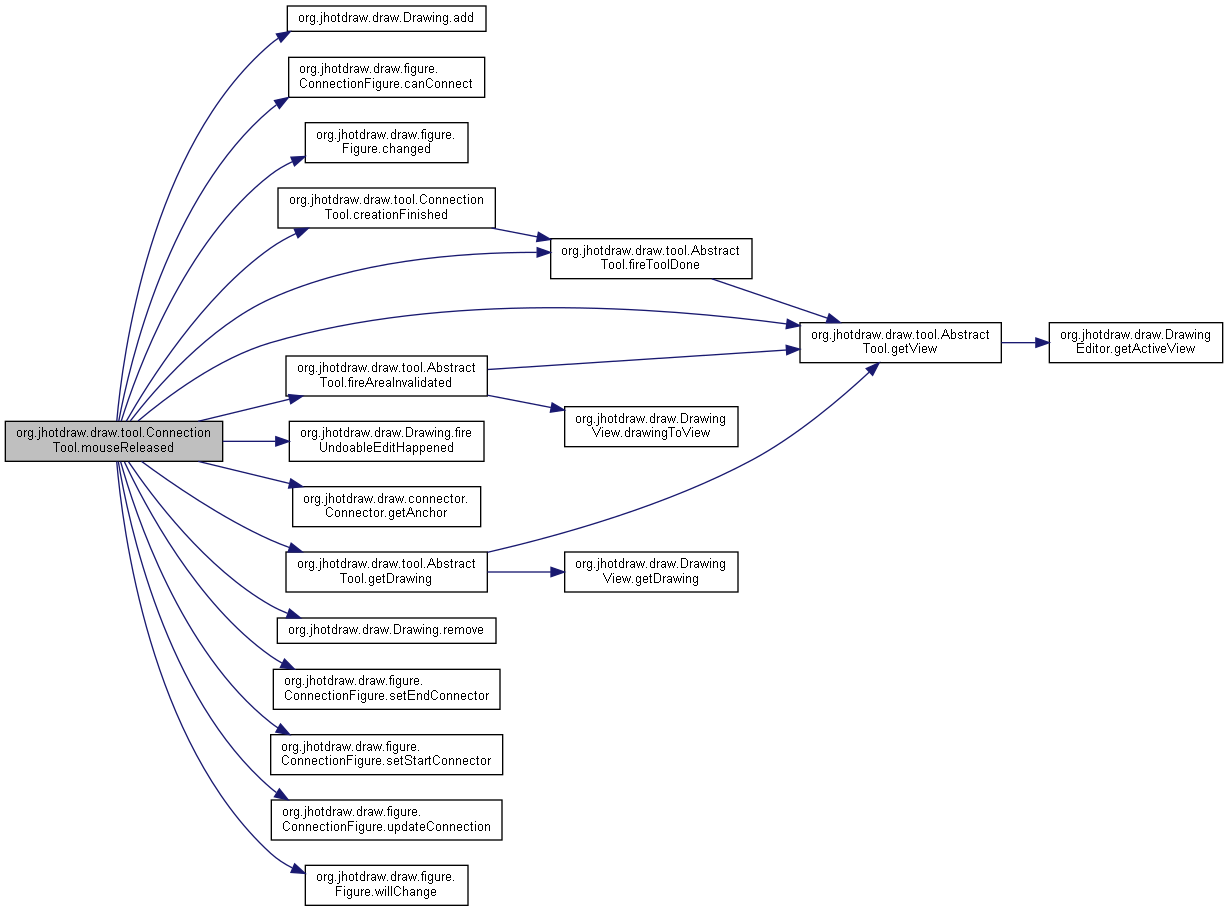 org.jhotdraw.draw.Drawing.add
org.jhotdraw.draw.figure.
ConnectionFigure.canConnect
org.jhotdraw.draw.figure.
Figure.changed
org.jhotdraw.draw.tool.Connection
Tool.creationFinished
org.jhotdraw.draw.tool.Abstract
Tool.fireToolDone
org.jhotdraw.draw.tool.Abstract
Tool.getView
org.jhotdraw.draw.Drawing
Editor.getActiveView
org.jhotdraw.draw.tool.Abstract
Tool.fireAreaInvalidated
org.jhotdraw.draw.Drawing
View.drawingToView
org.jhotdraw.draw.tool.Connection
Tool.mouseReleased
org.jhotdraw.draw.Drawing.fire
UndoableEditHappened
org.jhotdraw.draw.connector.
Connector.getAnchor
org.jhotdraw.draw.tool.Abstract
Tool.getDrawing
org.jhotdraw.draw.Drawing
View.getDrawing
org.jhotdraw.draw.Drawing.remove
org.jhotdraw.draw.figure.
ConnectionFigure.setEndConnector
org.jhotdraw.draw.figure.
ConnectionFigure.setStartConnector
org.jhotdraw.draw.figure.
ConnectionFigure.updateConnection
org.jhotdraw.draw.figure.
Figure.willChange